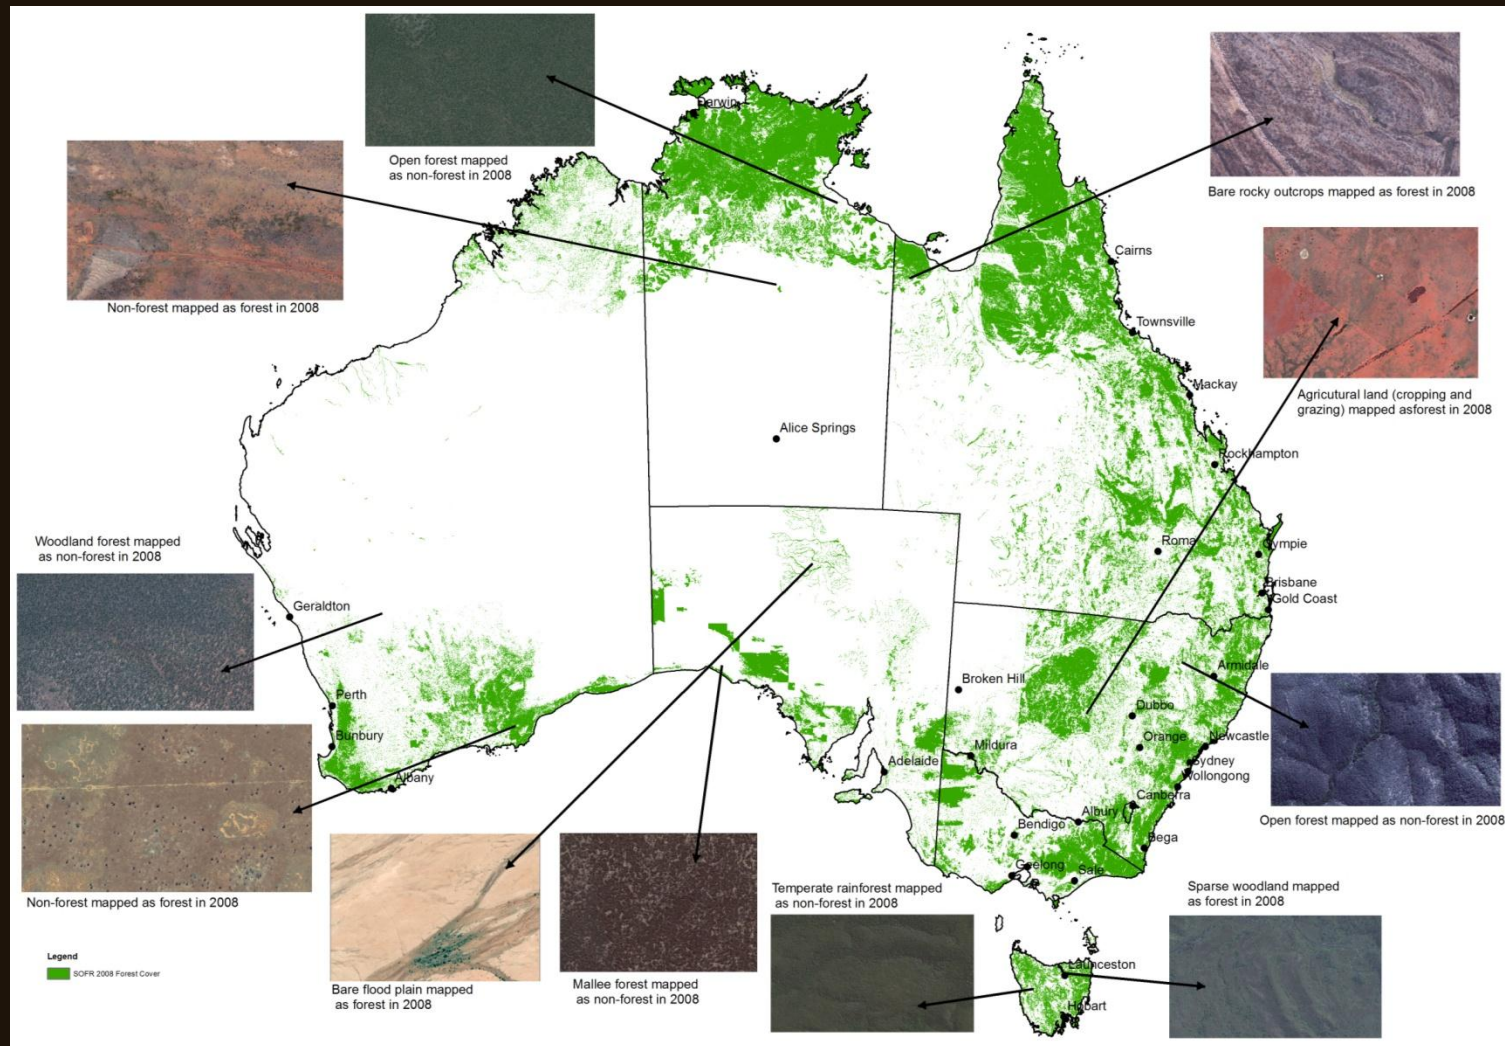 Darwin
Open forest mapped
as non-forest in 2008
Bare rocky outcrops mapped as forest in 2008
Non-forest mapped as forest in 2008
Cairns
Townsville
Mackay
Agricutural land (cropping and
grazing) mapped asforest in 2008
Alice Springs
Rockhampton
Woodland forest mapped
as non-forest in 2008
Roma
Gympie
Brisbane
Gold Coast
Geraldton
Armidale
Broken Hill
Perth
Dubbo
Bunbury
Orange
Newcastle
Mildura
Sydney
Wollongong
Adelaide
Albany
Canberra
Albury
Open forest mapped as non-forest in 2008
Bendigo
Bega
Geelong
Sale
Non-forest mapped as forest in 2008
Temperate rainforest mapped
as non-forest in 2008
Sparse woodland mapped
as forest in 2008
Legend
SOFR 2008 Forest Cover
Bare flood plain mapped
as forest in 2008
Mallee forest mapped
as non-forest in 2008
Launceston
Hobart